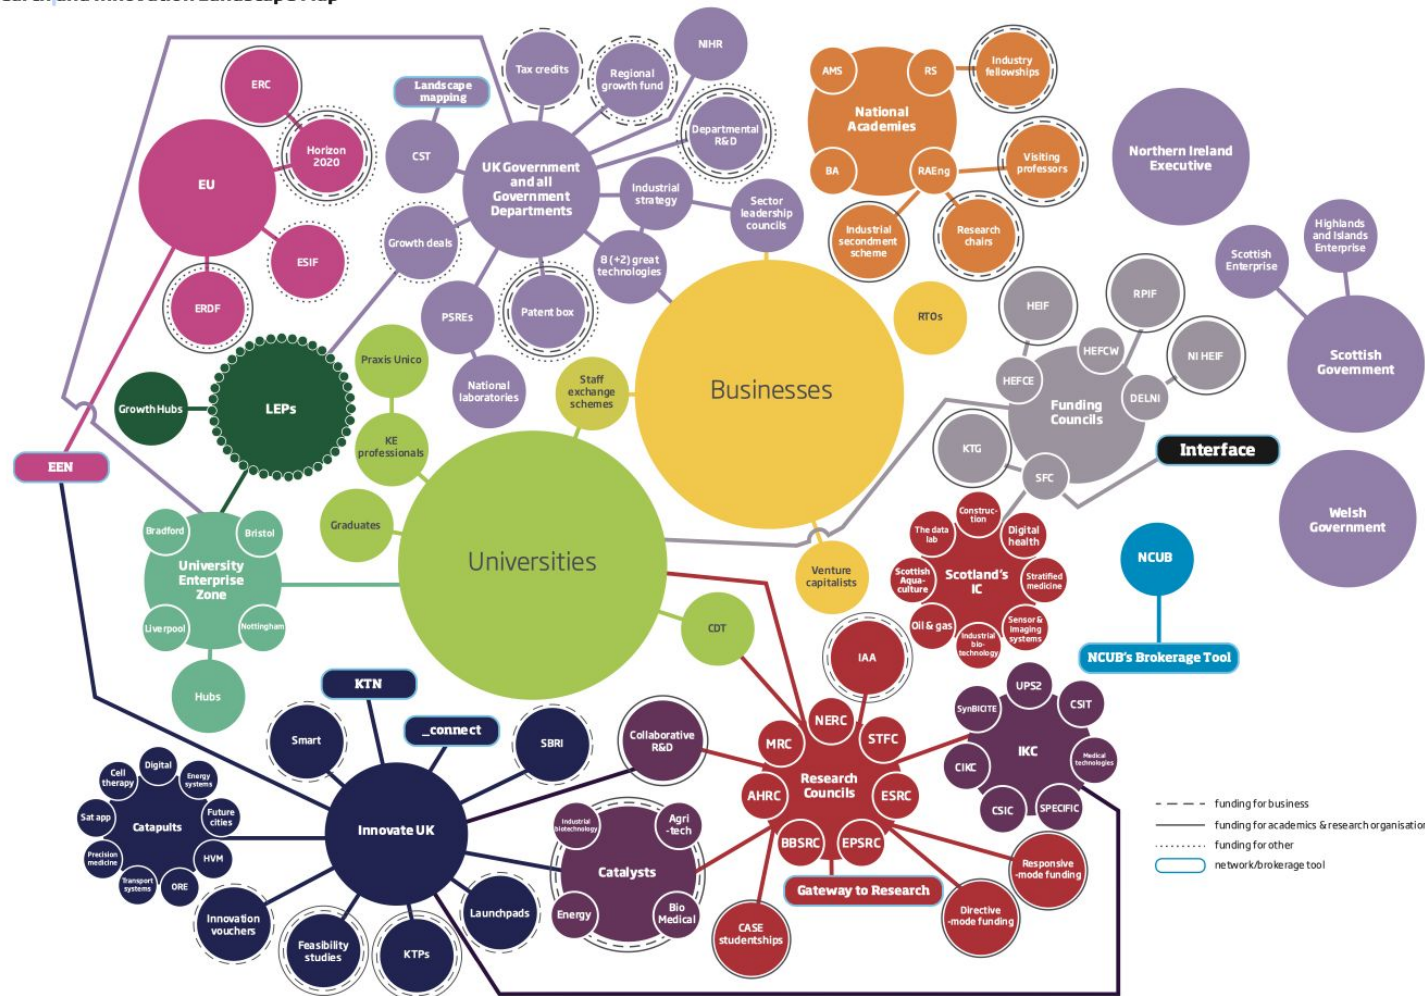 and Innovation Landscape Map
NIHR
Tax credits
Regional
growth fund
Landscape
mapping
ERC
Horizon
2020
EU
ESIF
ERDF
CST
UK Government
and all
Government
Departments
Departmental
R&D
Industrial
strategy
Sector
leadership
councils
Growth deals
8 (+2) great
technologies
PSREs
Patent box
National
laboratories
AMS
RS
Industry
fellowships
National
Academies
BA
RAEng
Visiting
professors
Industrial
secondment
scheme
Research
chairs
Northern Ireland
Executive
Highlands
and Islands
Enterprise
Scottish
Enterprise
Scottish
Government
Welsh
Government
RTOs
HEIF
RPIF
HEFCW
NI HEIF
HEFCE
DELNI
Funding
Councils
KTG
SFC
Interface
Praxis Unico
Staff
exchange
schemes
Businesses
LEPs
Growth Hubs
KE
professionals
EEN
Graduates
Universities
Venture
capitalists
CDT
Bradford
Bristol
University
Enterprise
Zone
Liverpool
Nottingham
Hubs
Construc-
tion
The data
lab
Digital
health
Scottish
Aqua-
culture
Scotland's
IC
Stratified
medicine
Oil & gas
Industrial
bio-
technology
Sensor &
Imaging
systems
NCUB
NCUB's Brokerage Tool
KTN
_connect
Smart
SBRI
Collaborative
R&D
IAA
Digital
Cell
therapy
Energy
systems
Sat app
Future
cities
Catapults
Precision
medicine
HVM
Transport
systems
ORE
Innovate UK
Innovation
vouchers
Feasibility
studies
KTPs
Launchpads
Industrial
biotechnology
Agri
-tech
Catalysts
Energy
Bio
Medical
NERC
MRC
STFC
Research
Councils
AHRC
ESRC
BBSRC
EPSRC
Gateway to Research
CASE
studentships
Directive
-mode funding
Responsive
-mode funding
UPS2
SynBICITE
CSIT
IKC
CIKC
Medical
technologies
CSIC
SPECIFIC
funding for business
funding for academics & research organisation
funding for other
network/brokerage tool